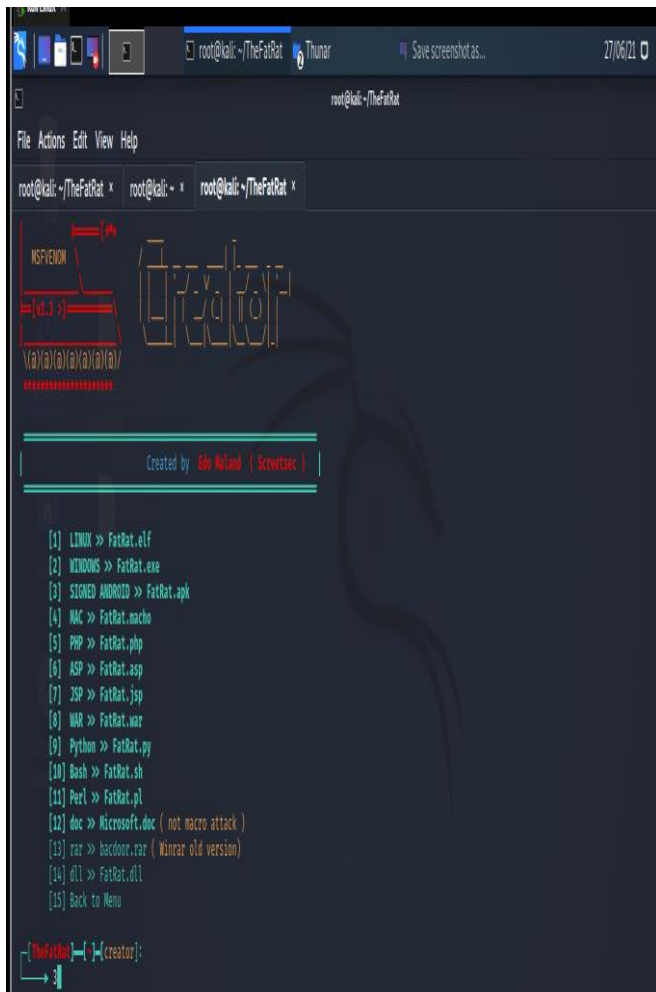 root@kali: ~/TheFatRat
Thunar
Save screenshot as...
27/06/21
root@kali: ~/TheFatRat
File Actions Edit View Help
root@kali: ~/TheFatRat × root@kali: ~ × root@kali: ~/TheFatRat ×
MSFVENOM
[v1.3 >]
\(@)(@)(@)(@)(@)(@)(@)/
Creator
Created by Edo Maland ( Screetsec )
[1] LINUX >> FatRat.elf
[2] WINDOWS >> FatRat.exe
[3] SIGNED ANDROID >> FatRat.apk
[4] MAC >> FatRat.macho
[5] PHP >> FatRat.php
[6] ASP >> FatRat.asp
[7] JSP >> FatRat.jsp
[8] WAR >> FatRat.war
[9] Python >> FatRat.py
[10] Bash >> FatRat.sh
[11] Perl >> FatRat.pl
[12] doc >> Microsoft.doc ( not macro attack )
[13] rar >> bacdoor.rar ( Winrar old version)
[14] dll >> FatRat.dll
[15] Back to Menu
[TheFatRat]—[~]—[creator]:
3